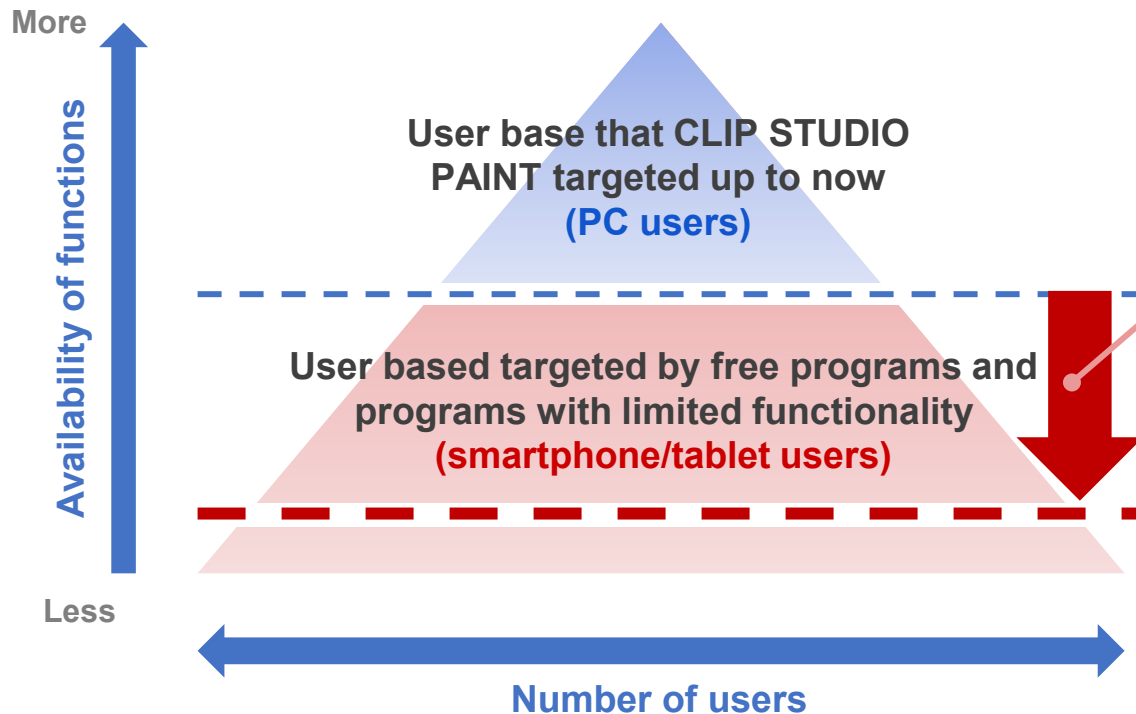 More
Availability of functions
User base that CLIP STUDIO
PAINT targeted up to now
(PC users)
User based targeted by free programs and
programs with limited functionality
(smartphone/tablet users)
Less
Number of users